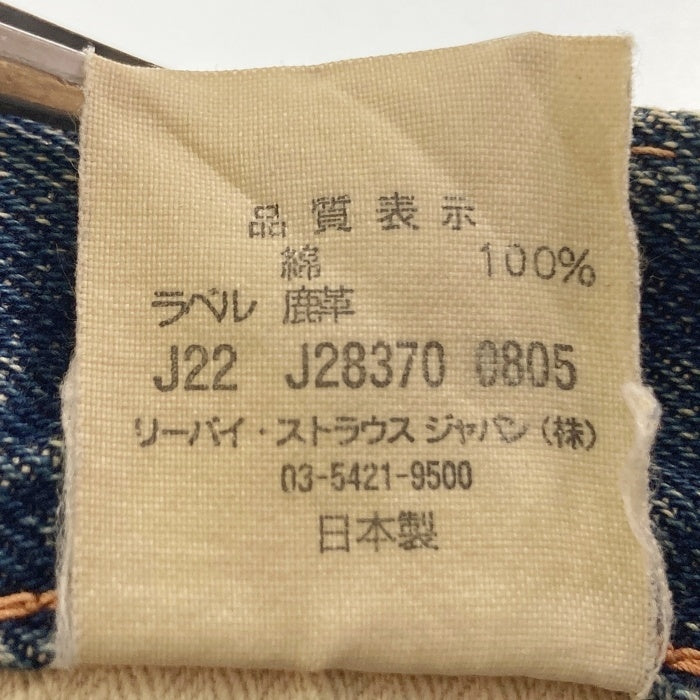 品質表示
綿 100%
ラベル 鹿革
J22 J28370 0805
リーバイ・ストラウス ジャパン(株)
03-5421-9500
日本製